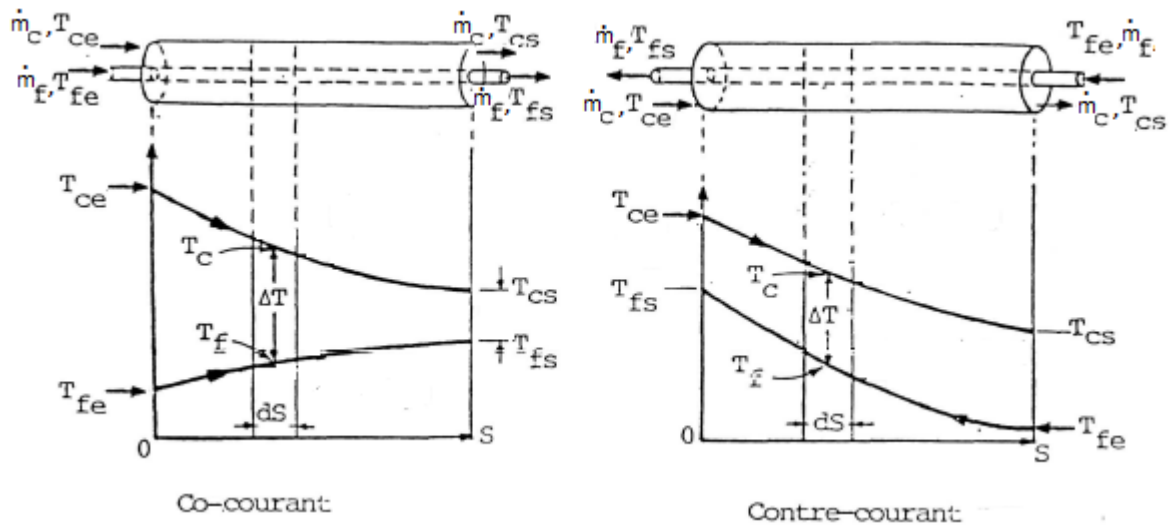 ṁc,Tce
ṁc,Tcs
ṁf,Tfe
ṁf,Tfs
Tce
Tc
ΔT
Tf
Tfe
Tcs
Tfs
dS
0
S
Co-courant
ṁf,Tfs
Tfe,ṁf
ṁc,Tce
ṁc,Tcs
Tce
Tfs
Tc
ΔT
Tf
Tcs
Tfe
dS
0
S
Contre-courant